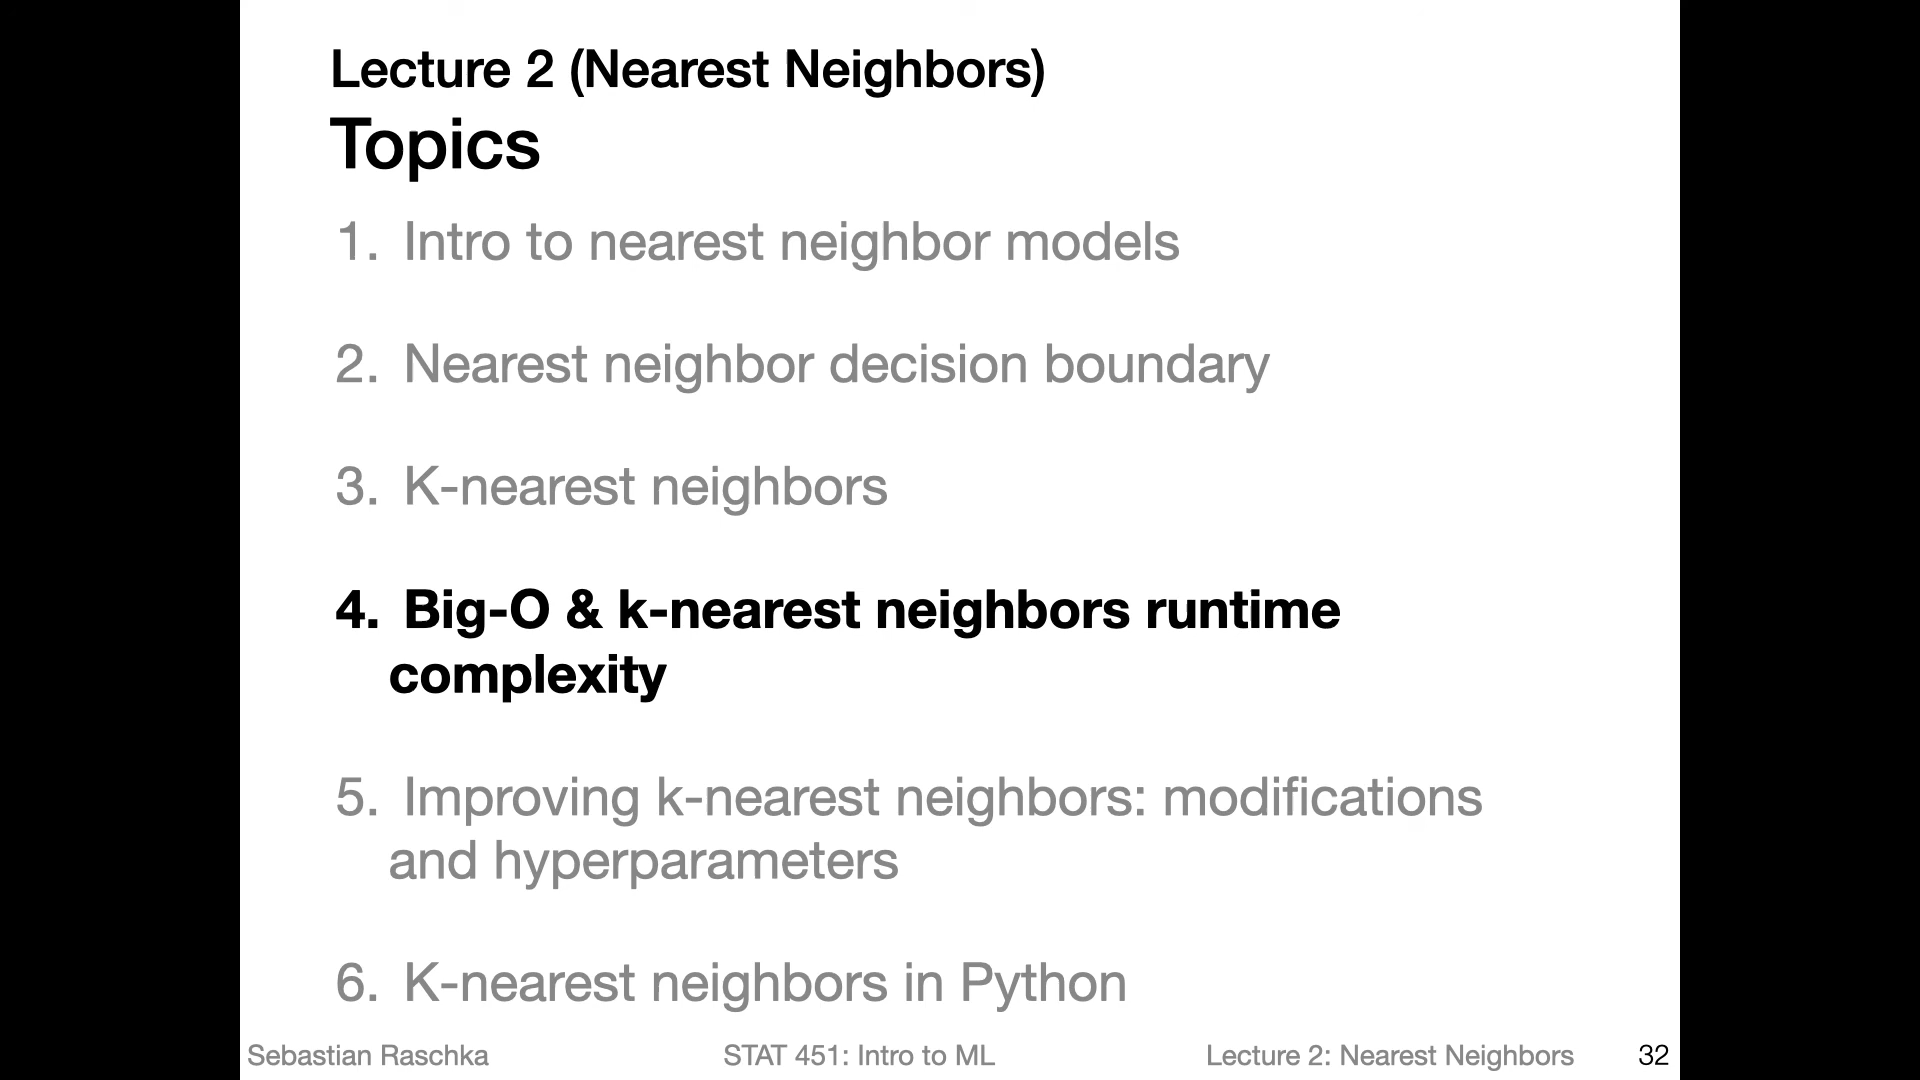 Lecture 2 (Nearest Neighbors)
Topics
1. Intro to nearest neighbor models
2. Nearest neighbor decision boundary
3. K-nearest neighbors
4. Big-O & k-nearest neighbors runtime
complexity
5. Improving k-nearest neighbors: modifications
and hyperparameters
6. K-nearest neighbors in Python
Sebastian Raschka STAT 451: Intro to ML Lecture 2: Nearest Neighbors 32